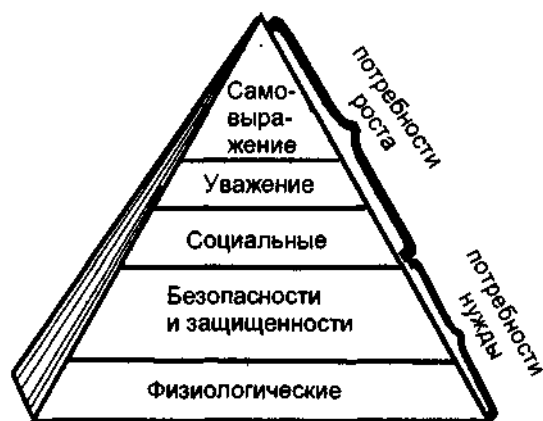 Само-
выра-
жение
Уважение
Социальные
Безопасности
и защищенности
Физиологические
потребности
роста
потребности
нужды